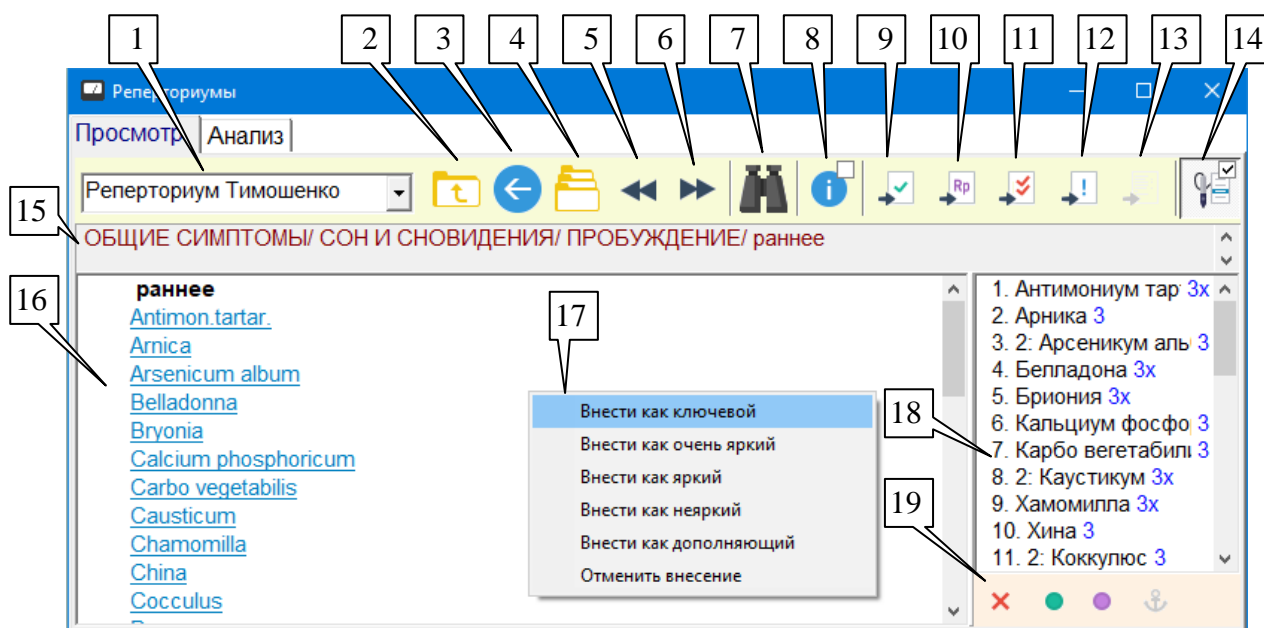 1 2 3 4 5 6 7 8 9 10 11 12 13 14
Реперториумы
Просмотр Анализ
Реперториум Тимошенко
Rp
15
ОБЩИЕ СИМПТОМЫ/ СОН И СНОВИДЕНИЯ/ ПРОБУЖДЕНИЕ/ раннее
16
раннее
Antimon.tartar.
Arnica
Arsenicum album
Belladonna
Bryonia
Calcium phosphoricum
Carbo vegetabilis
Causticum
Chamomilla
China
Cocculus
17
Внести как ключевой
Внести как очень яркий
Внести как яркий
Внести как неяркий
Внести как дополняющий
Отменить внесение
18
1. Антимониум тар 3х
2. Арника 3
3. 2: Арсеникум аль 3
4. Белладона 3х
5. Бриония 3х
6. Кальциум фосфо 3
7. Карбо вегетабили 3
8. 2: Каустикум 3х
9. Хамомилла 3х
10. Хина 3
11. 2: Коккулюс 3
19